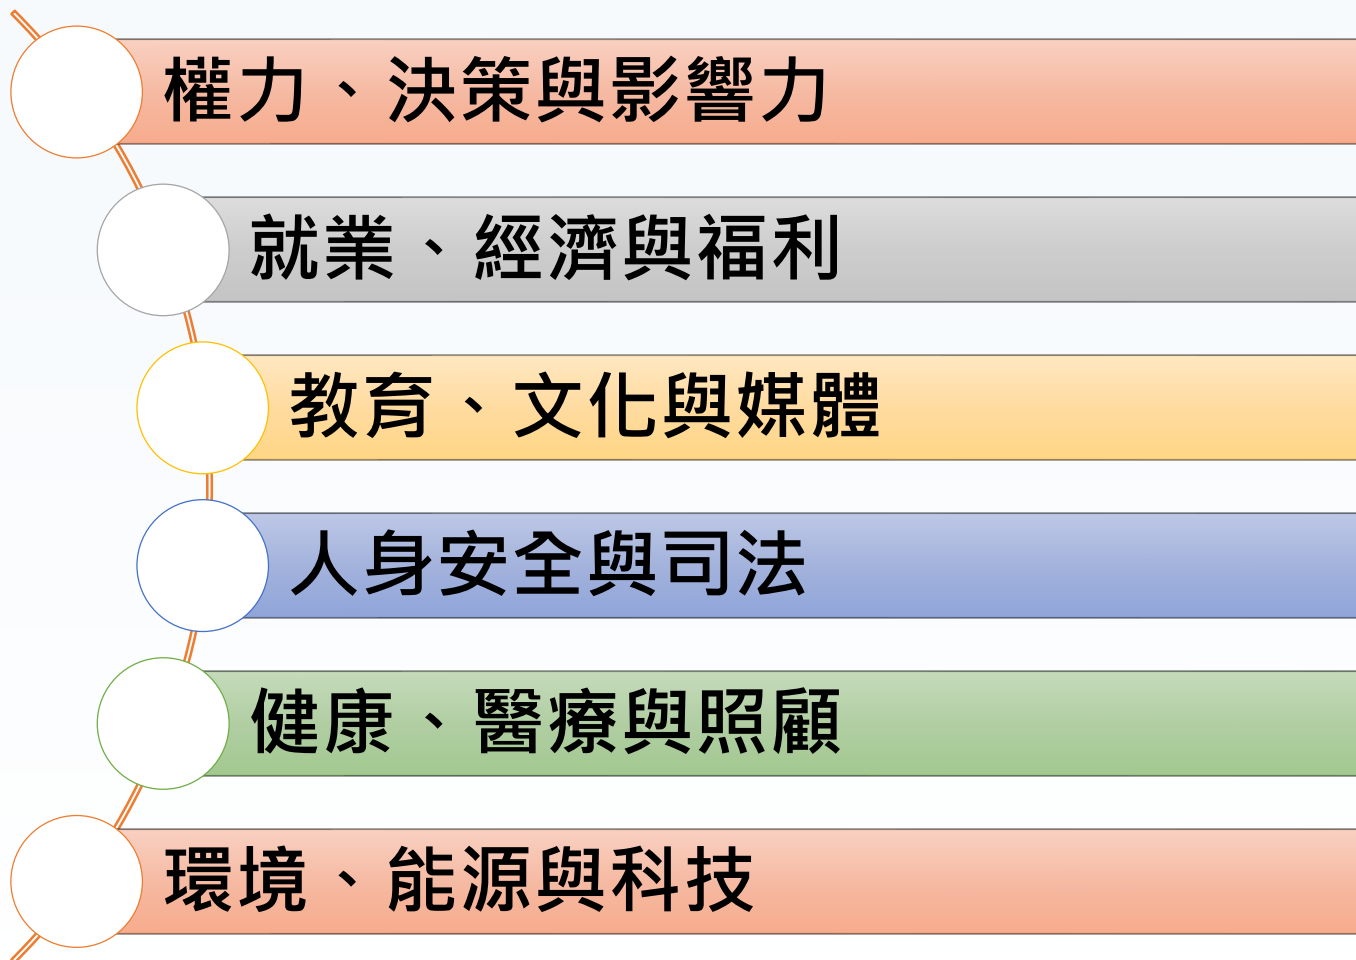 權力、決策與影響力
就業、經濟與福利
教育、文化與媒體
人身安全與司法
健康、醫療與照顧
環境、能源與科技